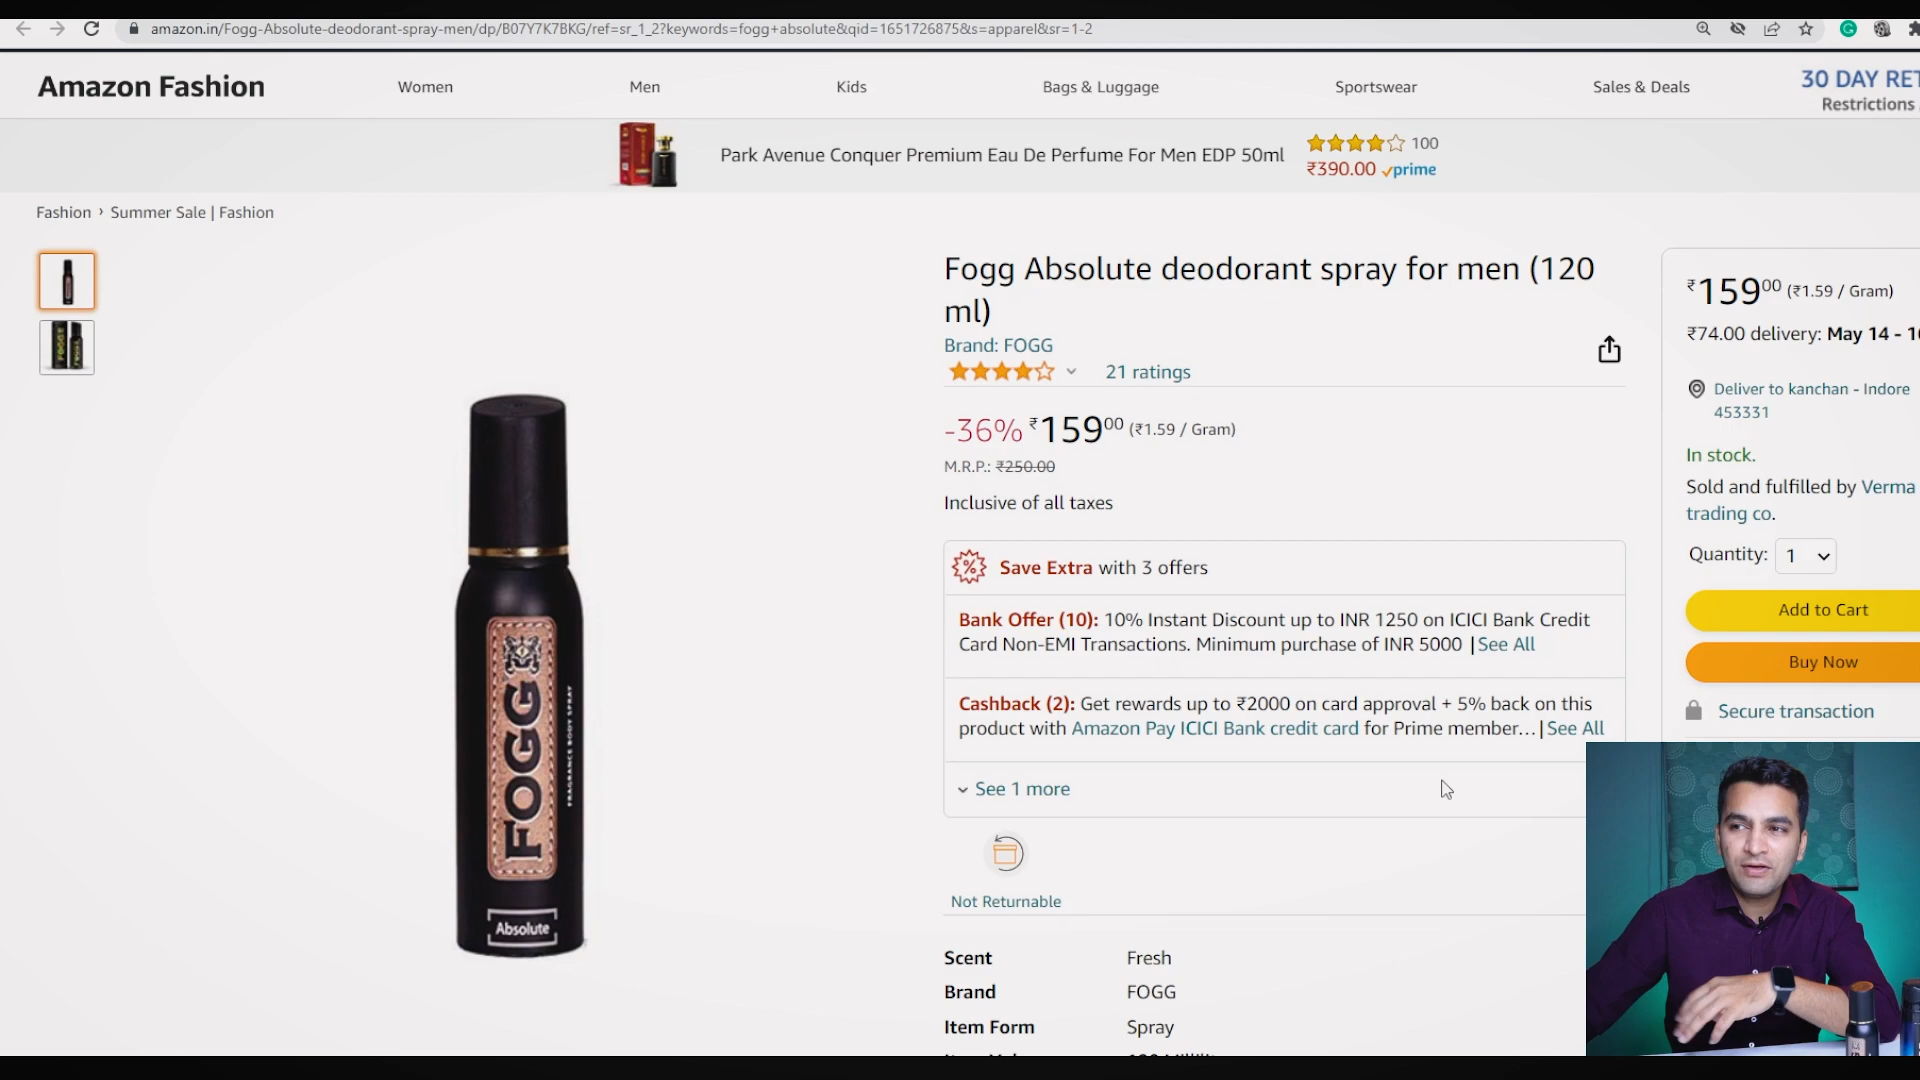 amazon.in/Fogg-Absolute-deodorant-spray-men/dp/B07Y7K7BKG/ref=sr_1_2?keywords=fogg+absolute&qid=1651726875&s=apparel&sr=1-2
Amazon Fashion
Women
Men
Kids
Bags & Luggage
Sportswear
Sales & Deals
30 DAY RET
Restrictions
Park Avenue Conquer Premium Eau De Perfume For Men EDP 50ml
100
₹390.00 prime
Fashion › Summer Sale | Fashion
Fogg Absolute deodorant spray for men (120
ml)
Brand: FOGG
21 ratings
-36% ₹15900 (₹1.59 / Gram)
M.R.P.: ₹250.00
Inclusive of all taxes
Save Extra with 3 offers
Bank Offer (10): 10% Instant Discount up to INR 1250 on ICICI Bank Credit
Card Non-EMI Transactions. Minimum purchase of INR 5000 | See All
Cashback (2): Get rewards up to ₹2000 on card approval + 5% back on this
product with Amazon Pay ICICI Bank credit card for Prime member... | See All
See 1 more
Not Returnable
Scent Fresh
Brand FOGG
Item Form Spray
₹15900 (₹1.59 / Gram)
₹74.00 delivery: May 14 - 1
Deliver to kanchan - Indore
453331
In stock.
Sold and fulfilled by Verma
trading co.
Quantity: 1
Add to Cart
Buy Now
Secure transaction
FOGG
FRAGRANCE BODY SPRAY
Absolute
FOGG